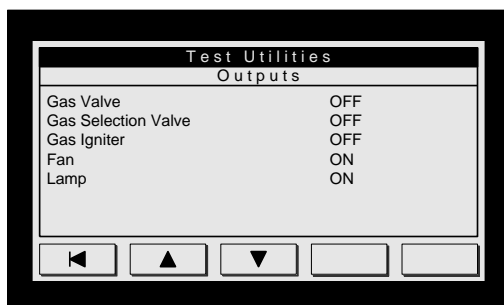 Test Utilities
Outputs
Gas Valve OFF
Gas Selection Valve OFF
Gas Igniter OFF
Fan ON
Lamp ON